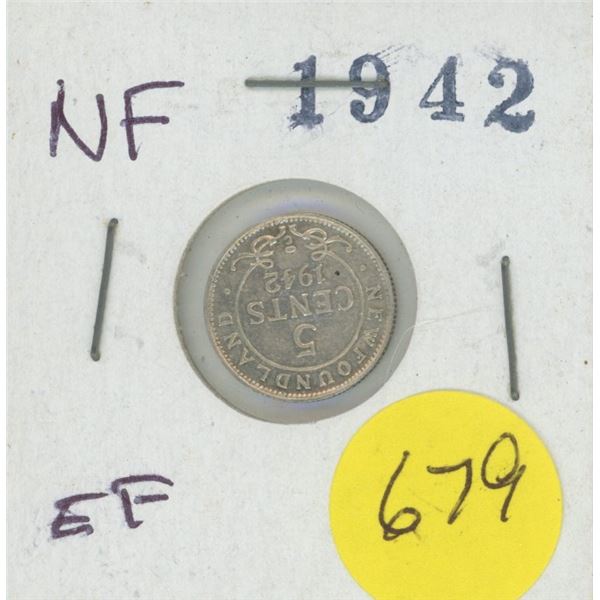 NF 1942
NEWFOUNDLAND
5
CENTS
1942
C
EF
679